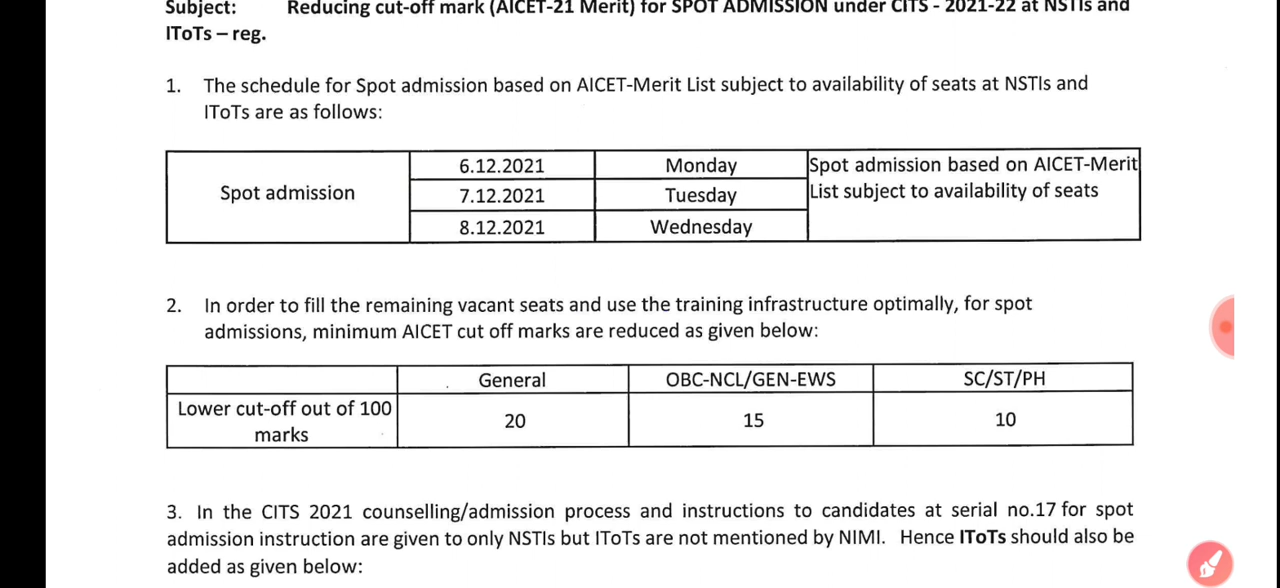 Subject: Reducing cut-off mark (AICET-21 Merit) for SPOT ADMISSION under CITS - 2021-22 at NSTIs and
IToTs – reg.
1. The schedule for Spot admission based on AICET-Merit List subject to availability of seats at NSTIs and
IToTs are as follows:
Spot admission
6.12.2021 Monday
7.12.2021 Tuesday
8.12.2021 Wednesday
Spot admission based on AICET-Merit
List subject to availability of seats
2. In order to fill the remaining vacant seats and use the training infrastructure optimally, for spot
admissions, minimum AICET cut off marks are reduced as given below:
General OBC-NCL/GEN-EWS SC/ST/PH
Lower cut-off out of 100
marks
20 15 10
3. In the CITS 2021 counselling/admission process and instructions to candidates at serial no.17 for spot
admission instruction are given to only NSTIs but IToTs are not mentioned by NIMI. Hence IToTs should also be
added as given below: